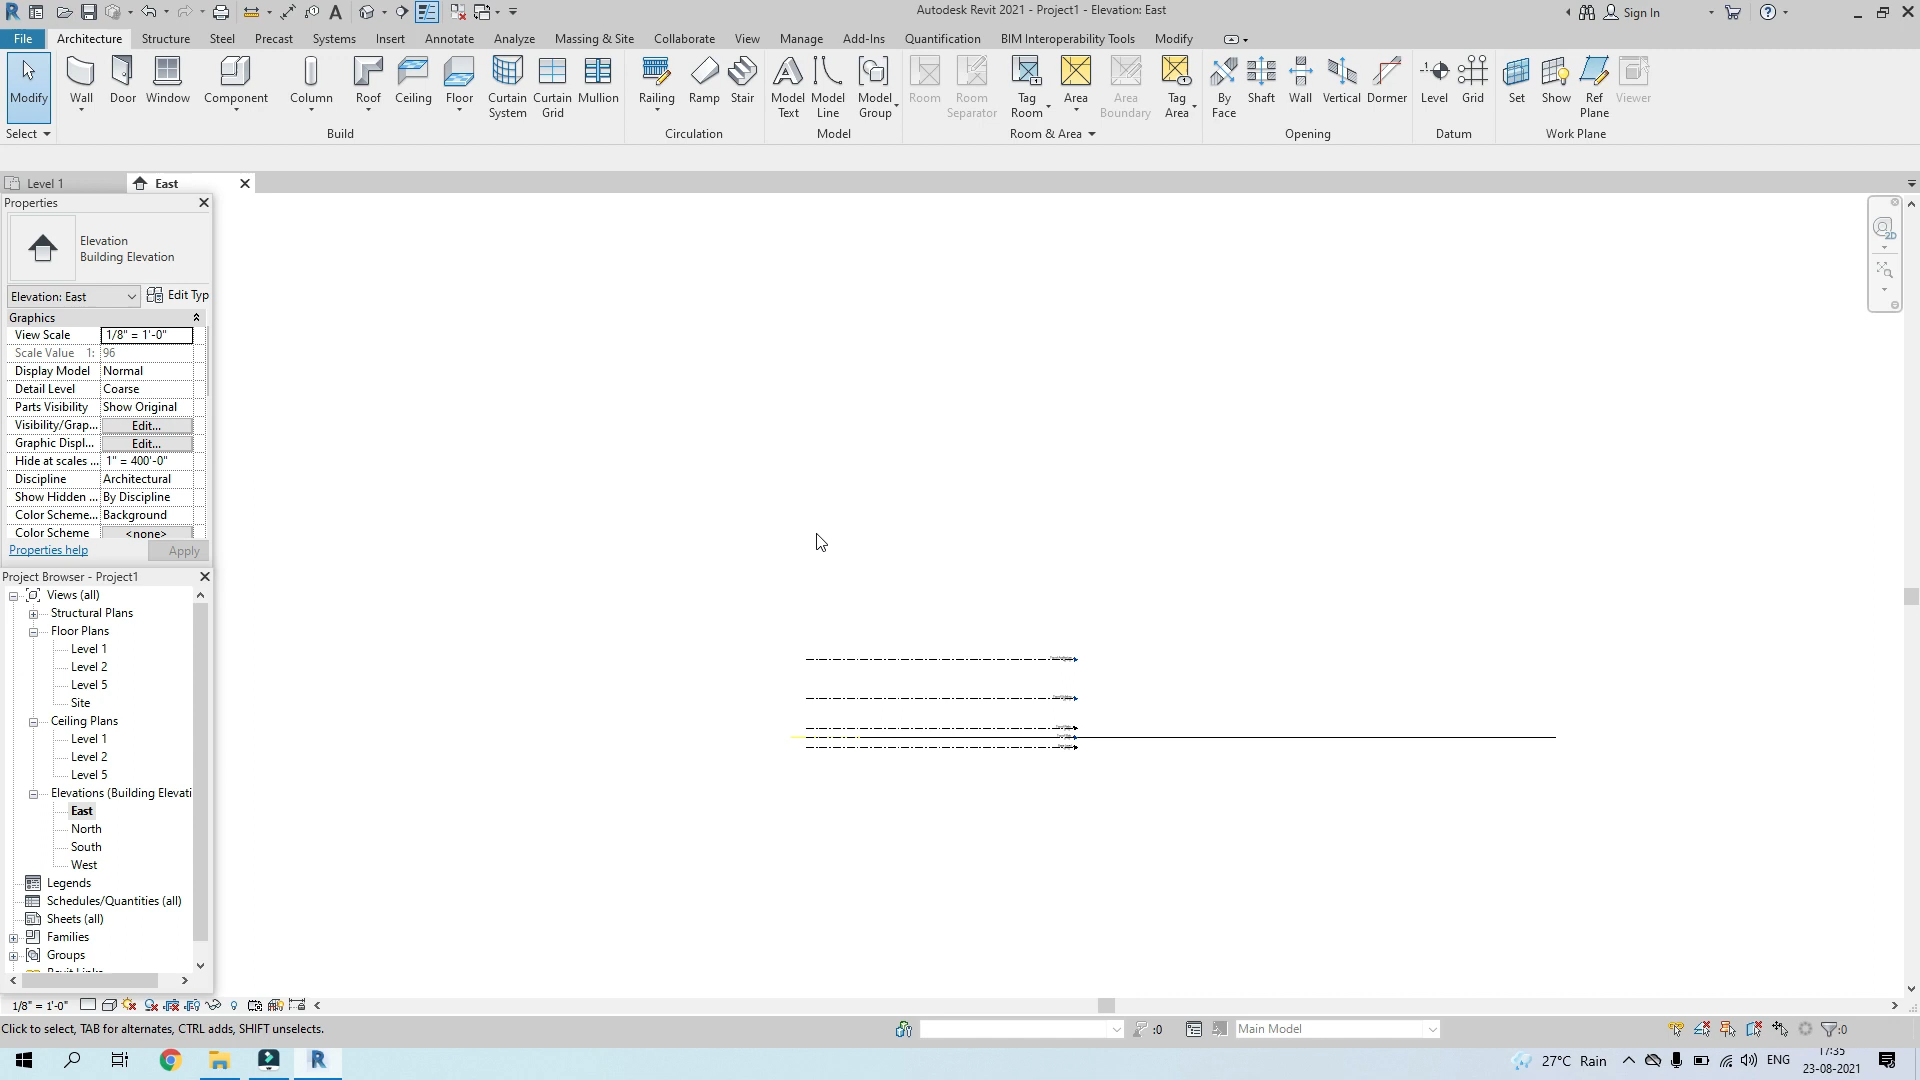 Autodesk Revit 2021 - Project1 - Elevation: East
Sign In
File Architecture Structure Steel Precast Systems Insert Annotate Analyze Massing & Site Collaborate View Manage Add-Ins Quantification BIM Interoperability Tools Modify
Modify Wall Door Window Component Column Roof Ceiling Floor Curtain System Curtain Grid Mullion Railing Ramp Stair Model Text Model Line Model Group Room Room Separator Tag Room Area Area Boundary Tag Area By Face Shaft Wall Vertical Dormer Level Grid Set Show Ref Plane Viewer
Select Build Circulation Model Room & Area Opening Datum Work Plane
Level 1 East
Properties
Elevation
Building Elevation
Elevation: East Edit Typ
Graphics
View Scale 1/8" = 1'-0"
Scale Value 1: 96
Display Model Normal
Detail Level Coarse
Parts Visibility Show Original
Visibility/Grap... Edit...
Graphic Displ... Edit...
Hide at scales ... 1" = 400'-0"
Discipline Architectural
Show Hidden ... By Discipline
Color Scheme... Background
Color Scheme <none>
Properties help Apply
Project Browser - Project1
Views (all)
Structural Plans
Floor Plans
Level 1
Level 2
Level 5
Site
Ceiling Plans
Level 1
Level 2
Level 5
Elevations (Building Elevati
East
North
South
West
Legends
Schedules/Quantities (all)
Sheets (all)
Families
Groups
Revit Links
2D
1/8" = 1'-0"
Click to select, TAB for alternates, CTRL adds, SHIFT unselects.
:0
Main Model
:0
27°C Rain
ENG
17:35
23-08-2021